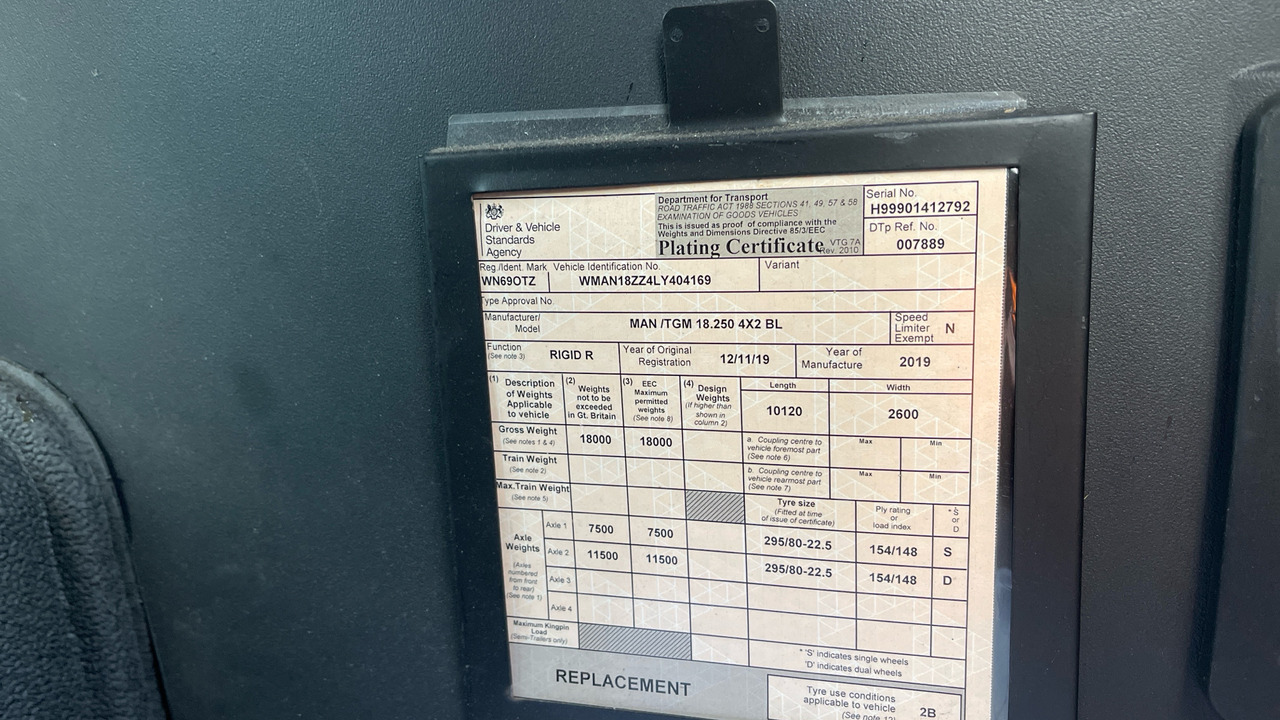 Driver & Vehicle
Standards
Agency
Department for Transport
ROAD TRAFFIC ACT 1988 SECTIONS 41, 49, 57 & 58
EXAMINATION OF GOODS VEHICLES
This is issued as proof of compliance with the
Weights and Dimensions Directive 85/3/EEC
Plating Certificate VTG 7A
Rev. 2010
Serial No.
H99901412792
DTp Ref. No.
007889
Reg./Ident. Mark
WN69OTZ
Vehicle Identification No.
WMAN18ZZ4LY404169
Variant
Type Approval No.
Manufacturer/
Model
MAN /TGM 18.250 4X2 BL
Speed
Limiter
Exempt
N
Function
(See note 3)
RIGID R
Year of Original
Registration
12/11/19
Year of
Manufacture
2019
(1) Description
of Weights
Applicable
to vehicle
(2) Weights
not to be
exceeded
in Gt. Britain
(3) EEC
Maximum
permitted
weights
(See note 8)
(4) Design
Weights
(if higher than
shown in
column 2)
Length
10120
Width
2600
Gross Weight
(See notes 1 & 4)
18000
18000
a. Coupling centre to
vehicle foremost part
(See note 6)
Max
Min
Train Weight
(See note 2)
b. Coupling centre to
vehicle rearmost part
(See note 7)
Max
Min
Max.Train Weight
(See note 5)
Tyre size
(Fitted at time
of issue of certificate)
Ply rating
or
load index
* S
or
D
Axle
Weights
(Axles
numbered
from front
to rear)
(See note 1)
Axle 1
7500
7500
295/80-22.5
154/148
S
Axle 2
11500
11500
295/80-22.5
154/148
D
Axle 3
Axle 4
Maximum Kingpin
Load
(Semi-Trailers only)
* 'S' indicates single wheels
'D' indicates dual wheels
REPLACEMENT
Tyre use conditions
applicable to vehicle
2B
(See note 12)